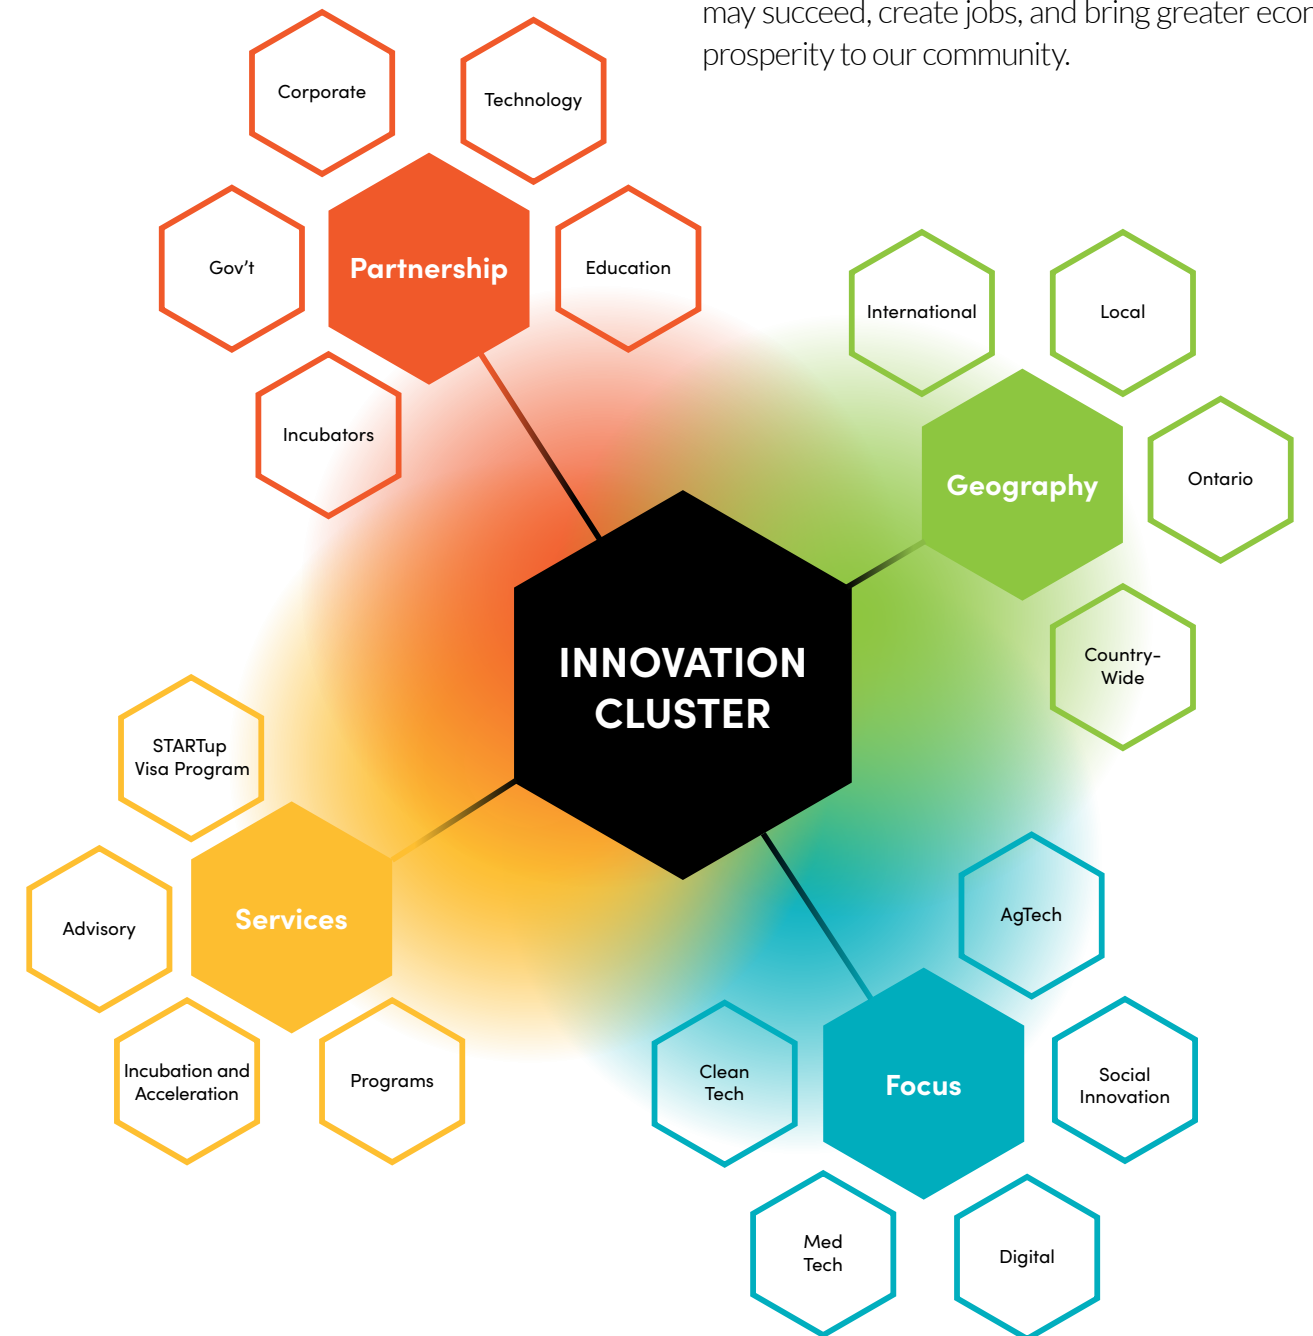 may succeed, create jobs, and bring greater
prosperity to our community.
Corporate
Technology
Gov't
Partnership
Education
Incubators
International
Local
Geography
Ontario
Country-
Wide
INNOVATION
CLUSTER
STARTup
Visa Program
Advisory
Services
Incubation and
Acceleration
Programs
AgTech
Clean
Tech
Focus
Social
Innovation
Med
Tech
Digital